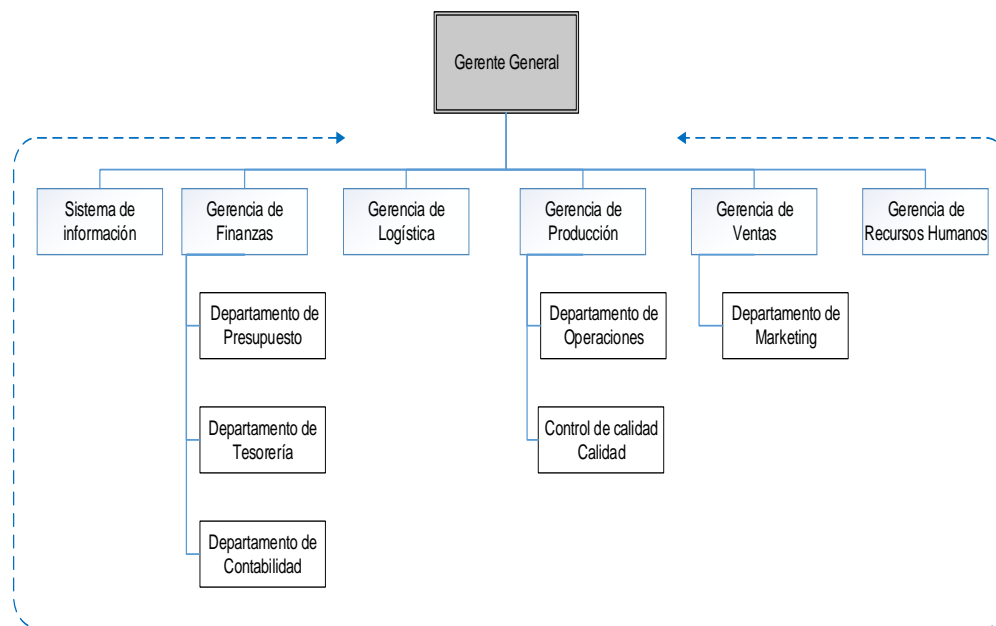 Gerente General
Sistema de
información
Gerencia de
Finanzas
Gerencia de
Logística
Gerencia de
Producción
Gerencia de
Ventas
Gerencia de
Recursos Humanos
Departamento de
Presupuesto
Departamento de
Operaciones
Departamento de
Marketing
Departamento de
Tesorería
Control de calidad
Calidad
Departamento de
Contabilidad